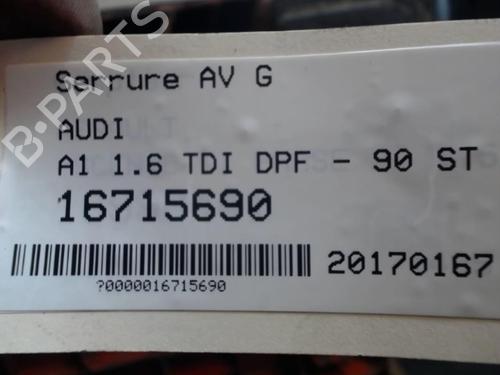 B-PARTS
Serrure AV G
AUDI
A1 1.6 TDI DPF - 90 ST
16715690
20170167
?0000016715690